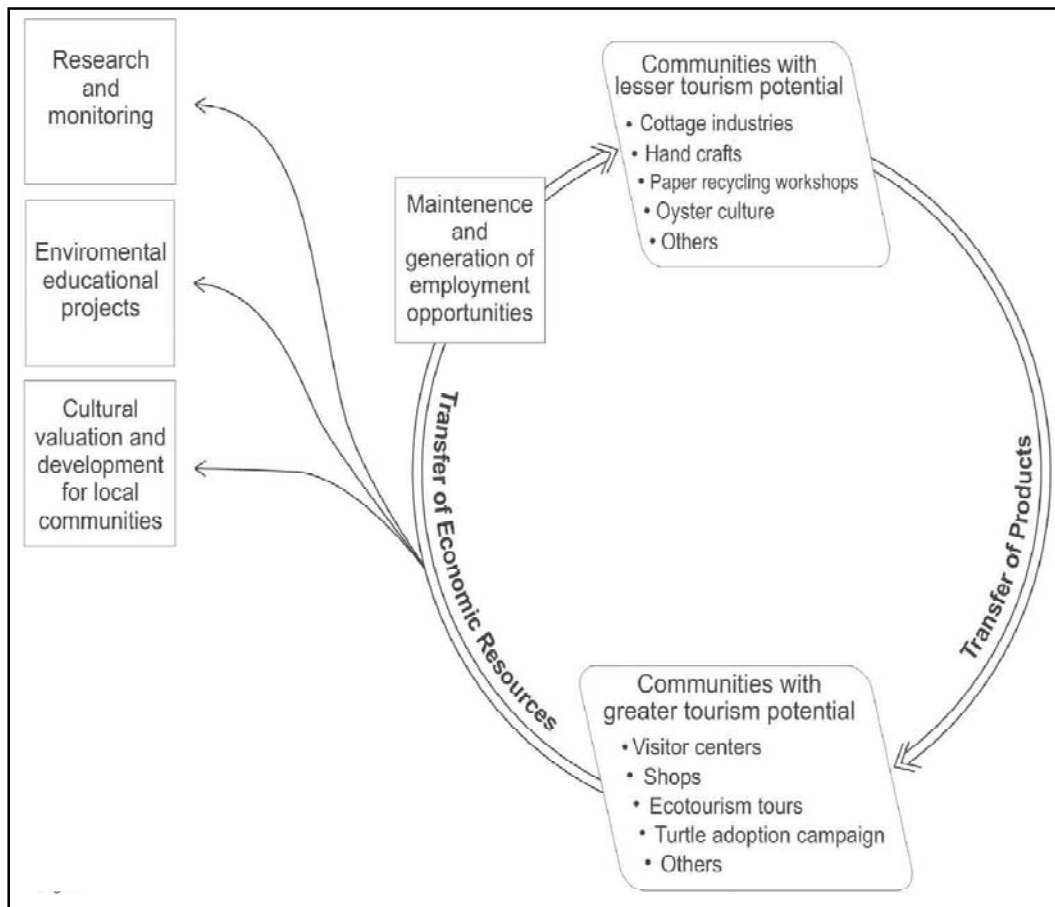 Research
and
monitoring
Enviromental
educational
projects
Cultural
valuation and
development
for local
communities
Maintenence
and
generation of
employment
opportunities
Communities with
lesser tourism potential
• Cottage industries
• Hand crafts
• Paper recycling workshops
• Oyster culture
• Others
Transfer of Economic Resources
Transfer of Products
Communities with
greater tourism potential
• Visitor centers
• Shops
• Ecotourism tours
• Turtle adoption campaign
• Others